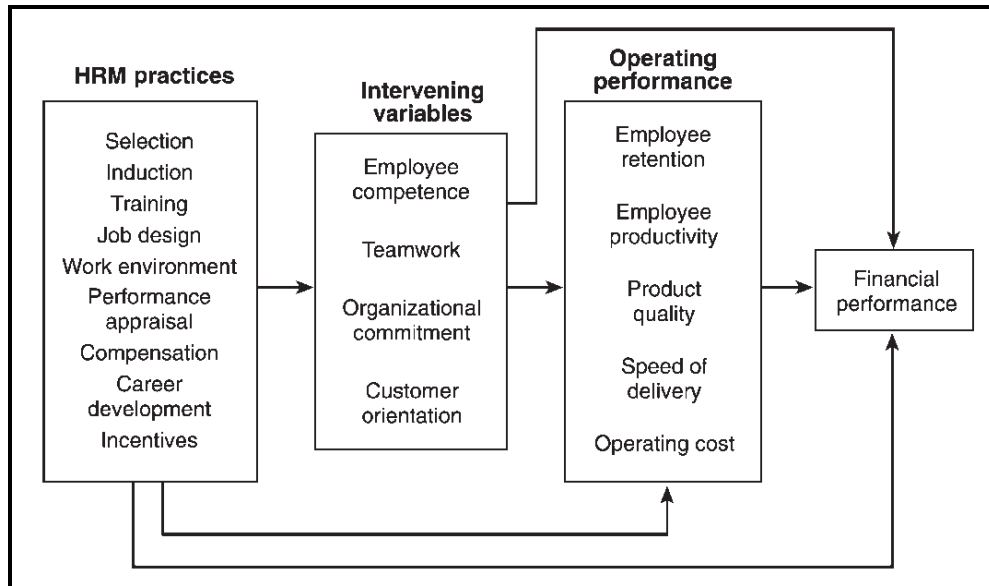 HRM practices
Selection
Induction
Training
Job design
Work environment
Performance
appraisal
Compensation
Career
development
Incentives
Intervening
variables
Employee
competence
Teamwork
Organizational
commitment
Customer
orientation
Operating
performance
Employee
retention
Employee
productivity
Product
quality
Speed of
delivery
Operating cost
Financial
performance